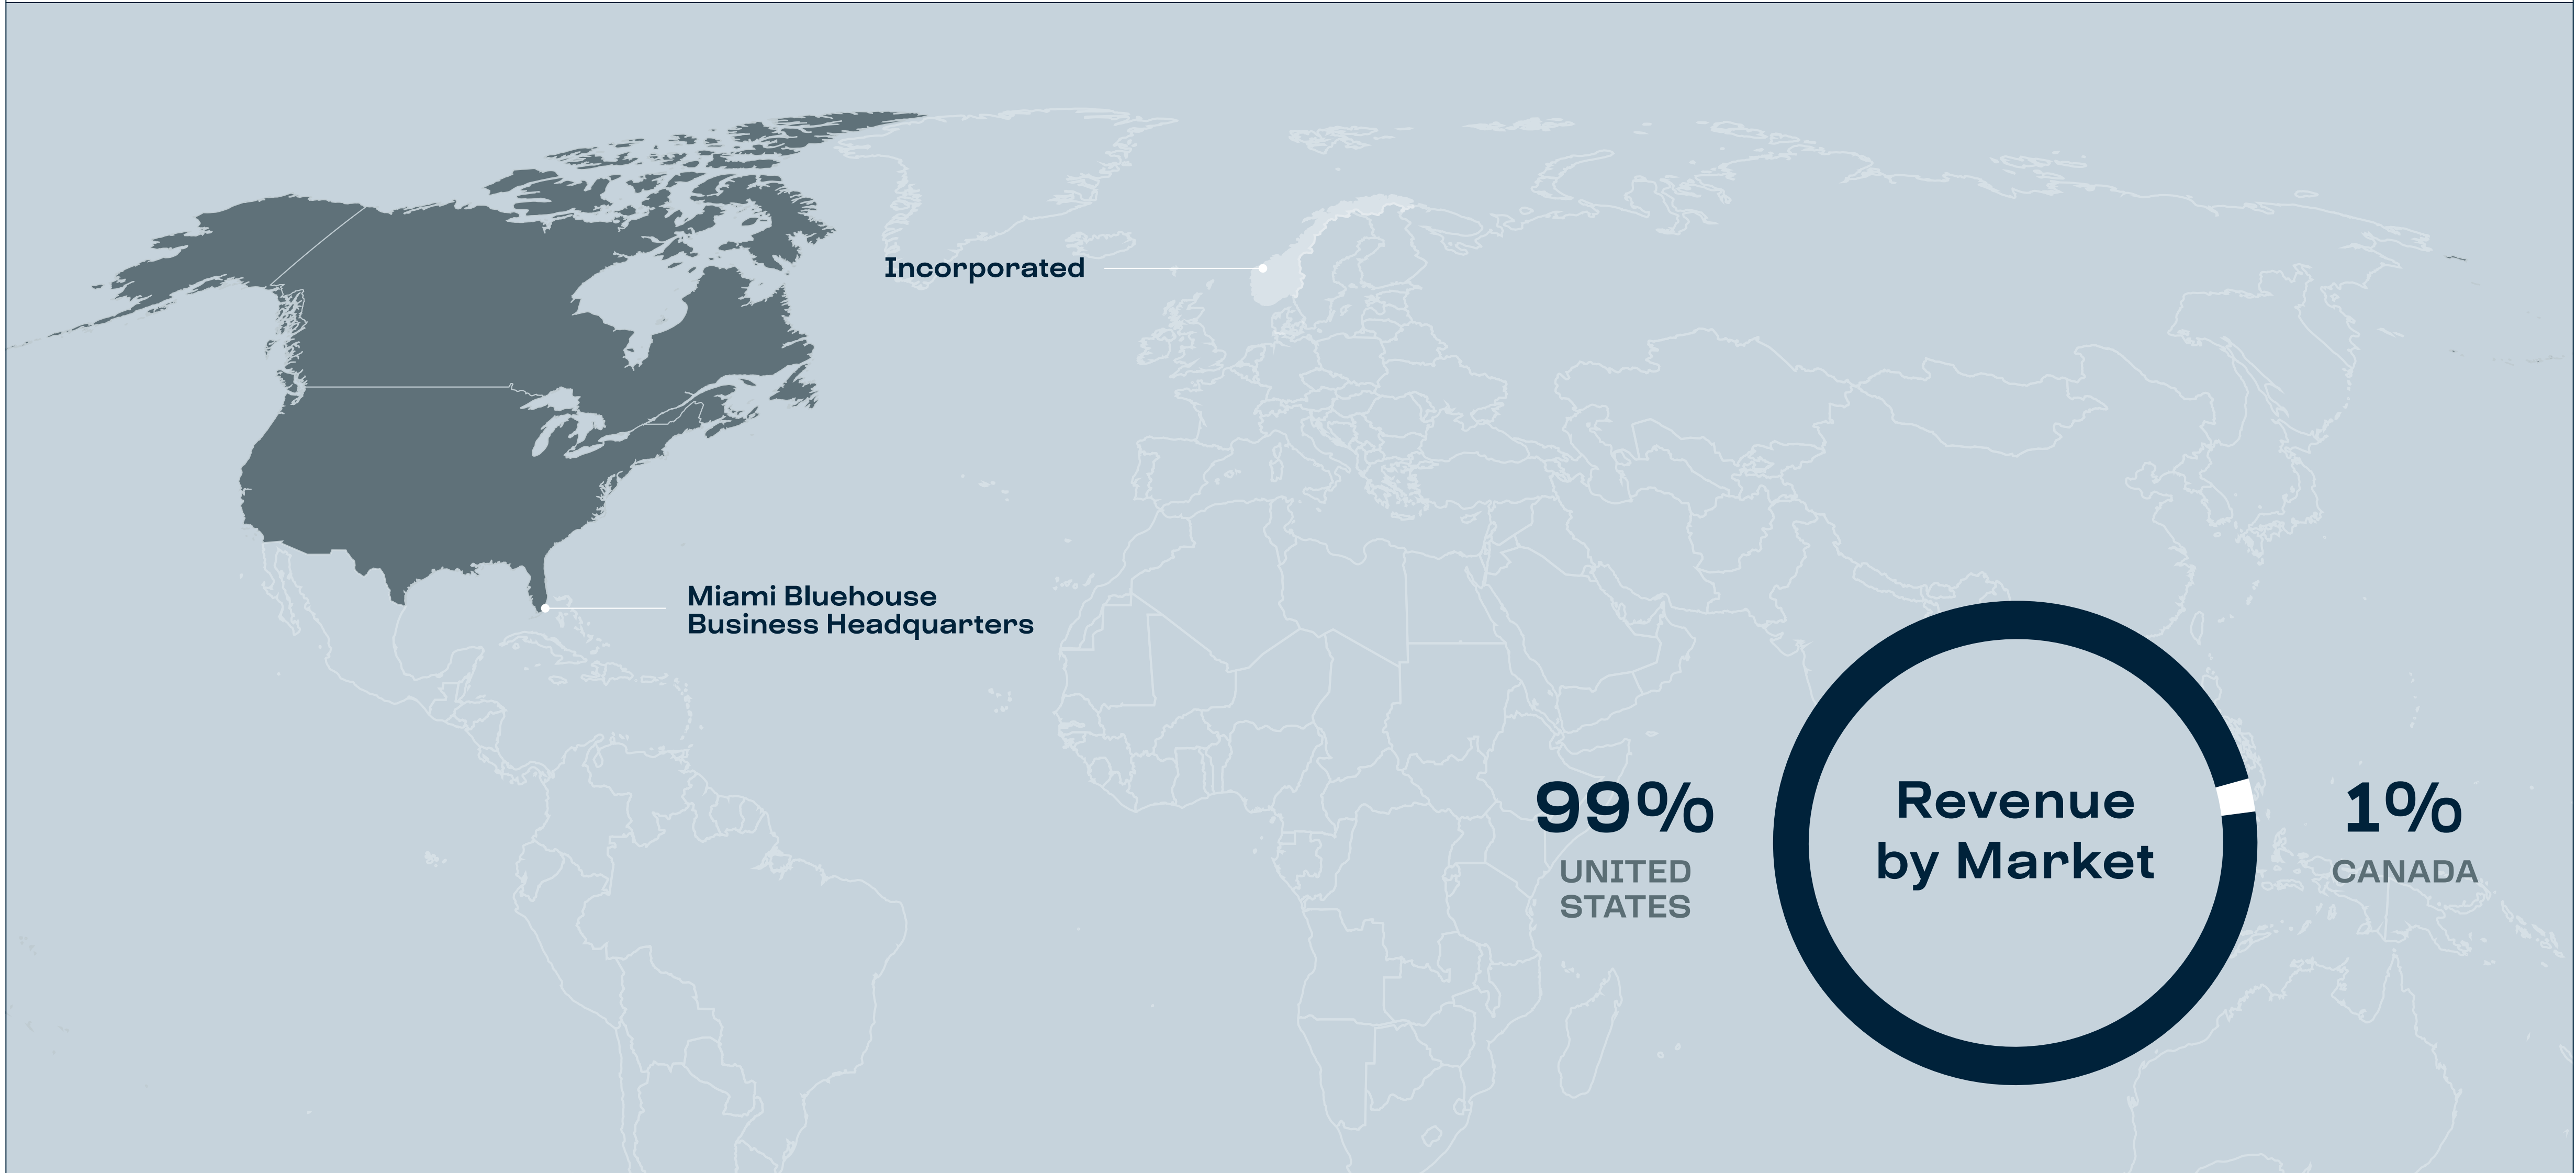 Incorporated
Miami Bluehouse
Business Headquarters
99%
UNITED
STATES
Revenue
by Market
1%
CANADA